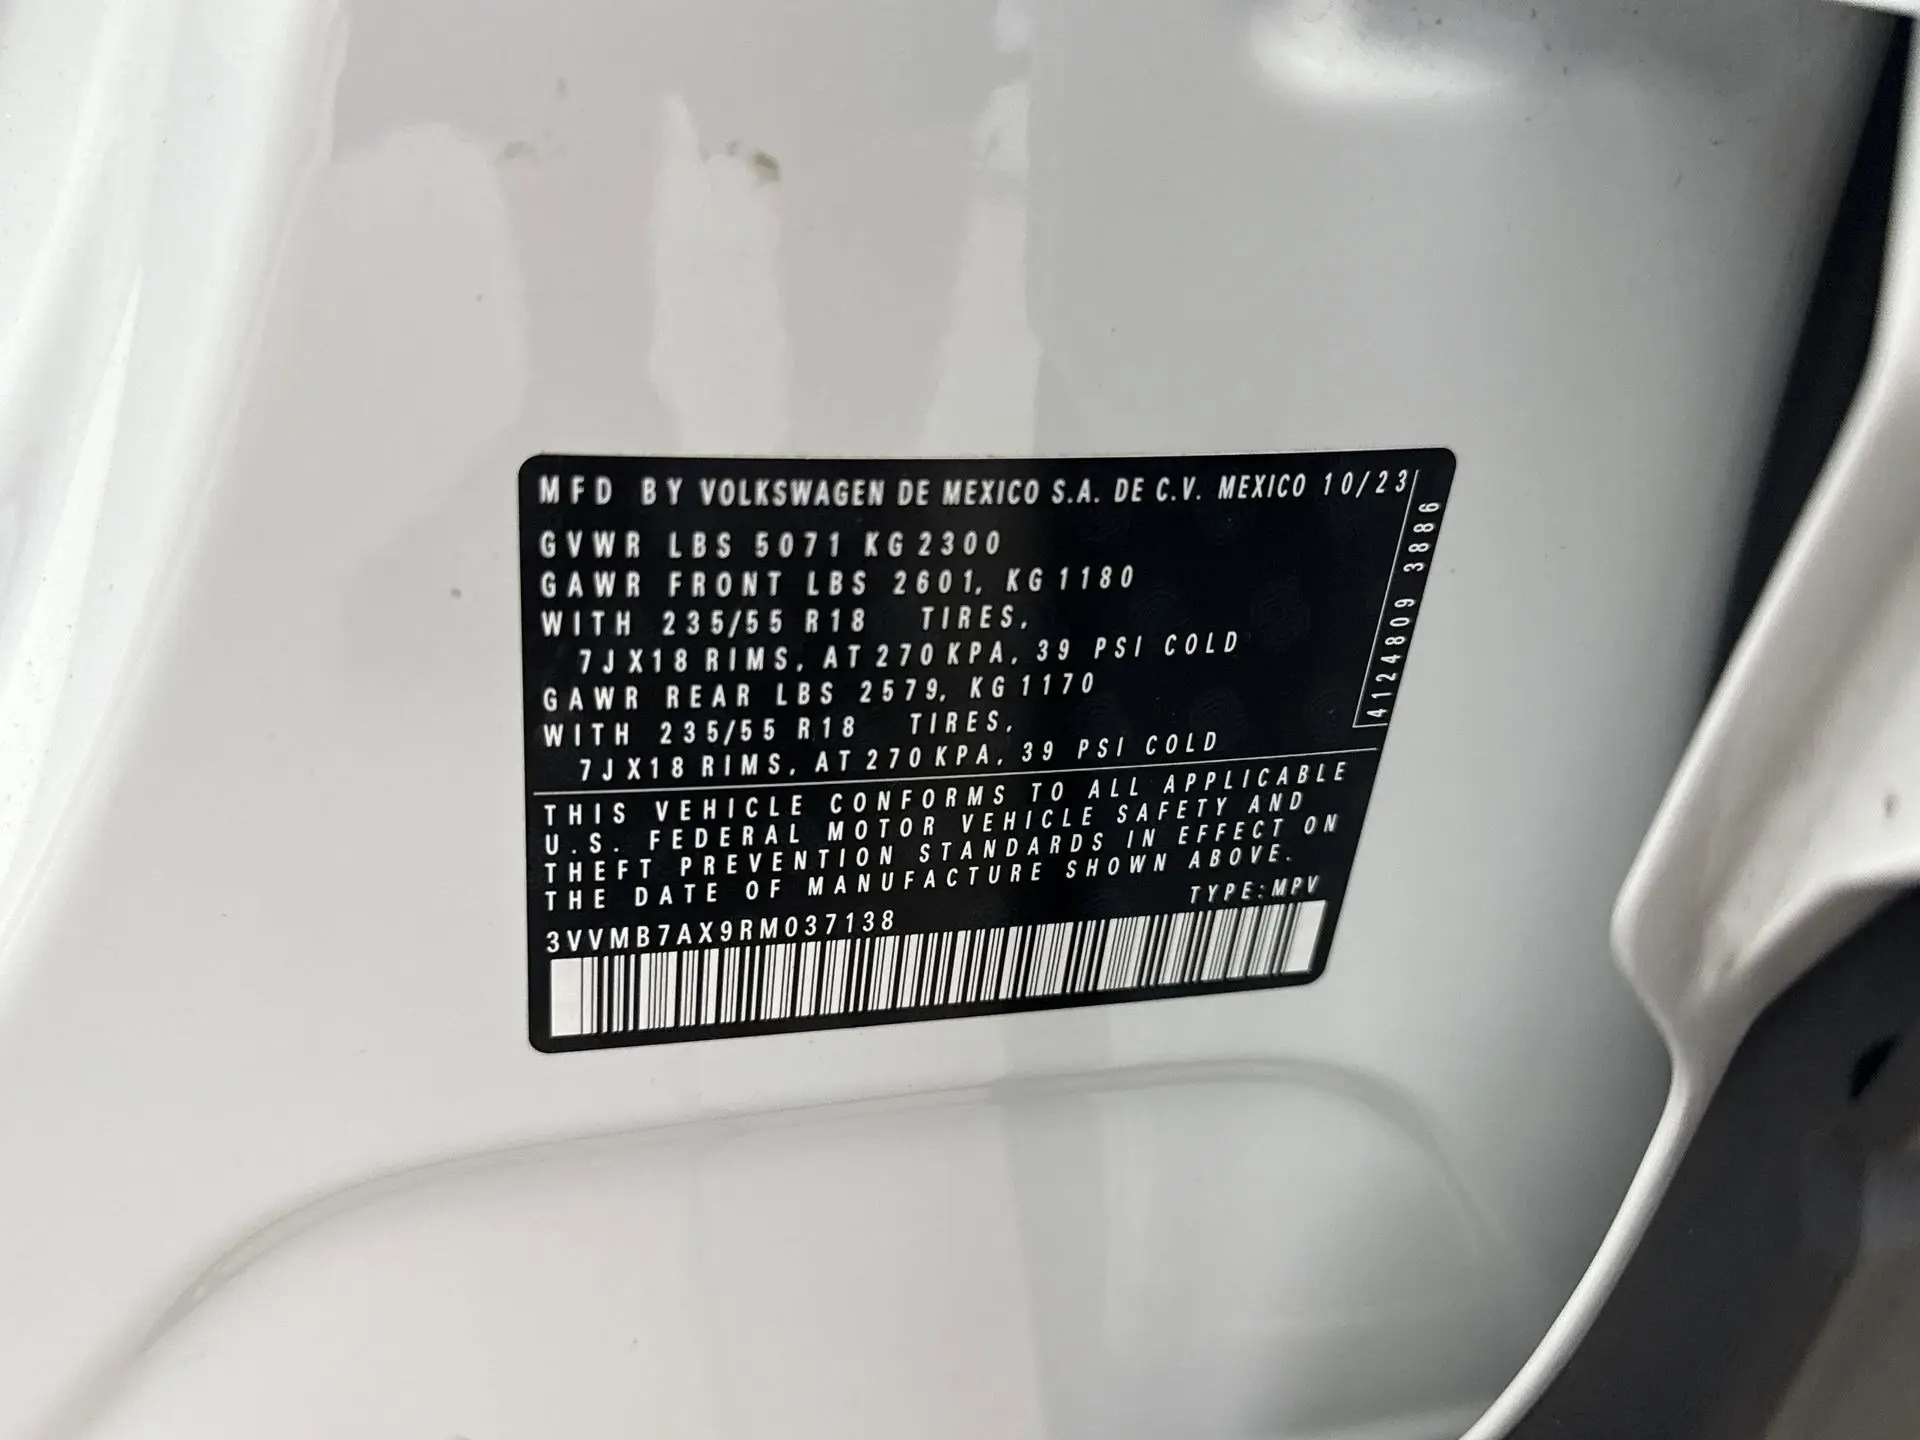 MFD BY VOLKSWAGEN DE MEXICO S.A. DE C.V. MEXICO 10/23
GVWR LBS 5071 KG 2300
GAWR FRONT LBS 2601, KG 1180
WITH 235/55 R18 TIRES,
7JX18 RIMS, AT 270 KPA, 39 PSI COLD
GAWR REAR LBS 2579, KG 1170
WITH 235/55 R18 TIRES,
7JX18 RIMS, AT 270 KPA, 39 PSI COLD
4124809 3886
THIS VEHICLE CONFORMS TO ALL APPLICABLE
U.S. FEDERAL MOTOR VEHICLE SAFETY AND
THEFT PREVENTION STANDARDS IN EFFECT ON
THE DATE OF MANUFACTURE SHOWN ABOVE.
TYPE:MPV
3VVMB7AX9RM037138